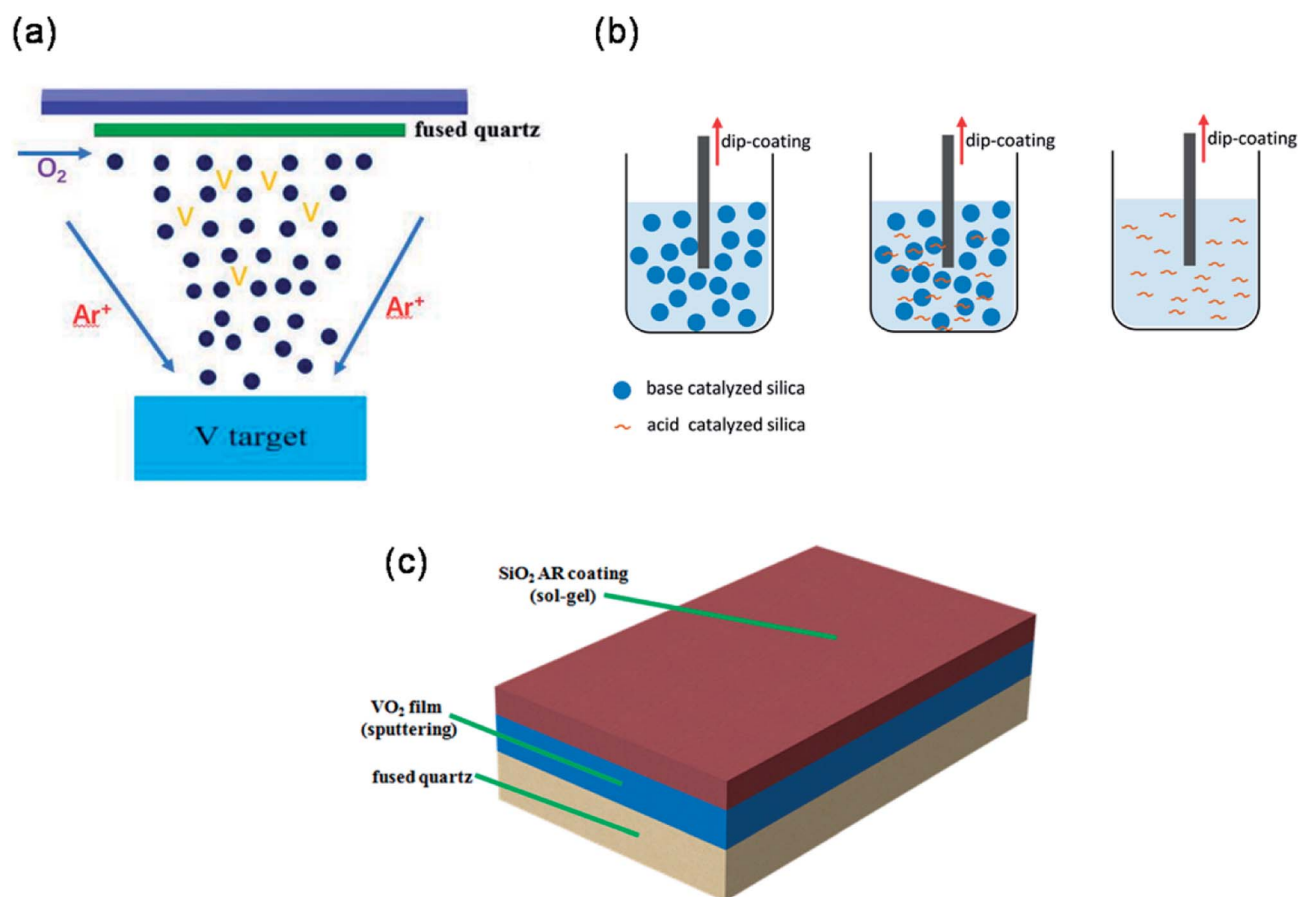 (a)
fused quartz
O₂
V V
V V
V
Ar⁺ Ar⁺
V target
(b)
dip-coating dip-coating dip-coating
base catalyzed silica
acid catalyzed silica
(c)
SiO₂ AR coating
(sol-gel)
VO₂ film
(sputtering)
fused quartz